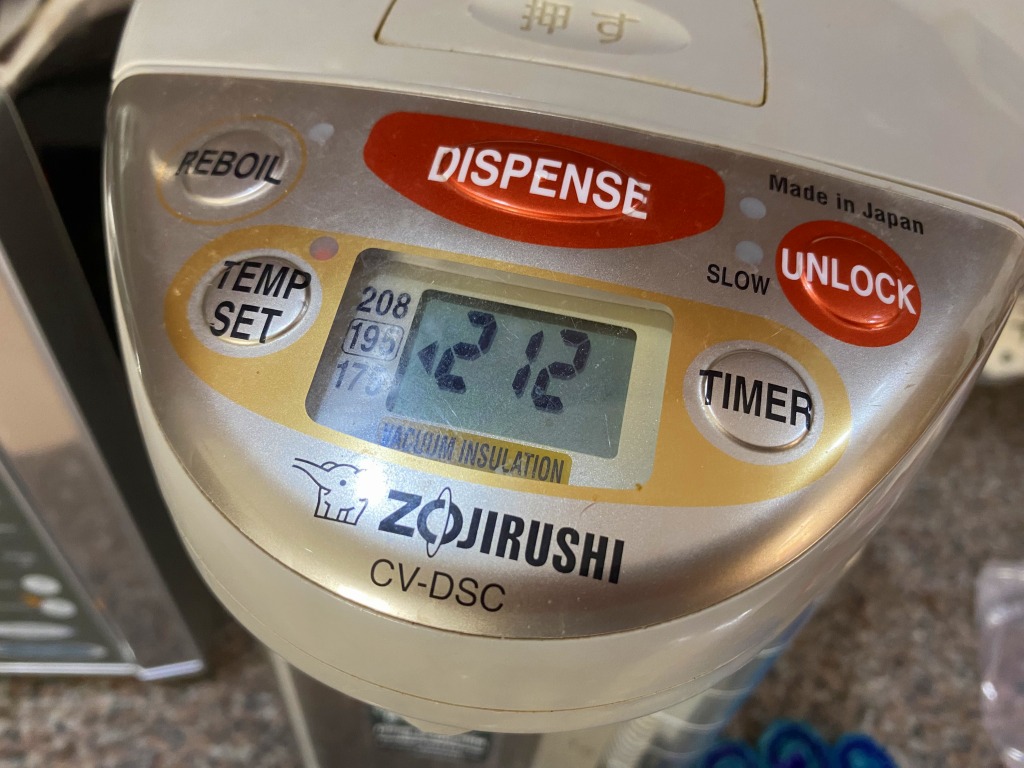 押す
REBOIL
DISPENSE
Made in Japan
TEMP
SET
SLOW
UNLOCK
208
195
175
212
TIMER
VACUUM INSULATION
ZOJIRUSHI
CV-DSC